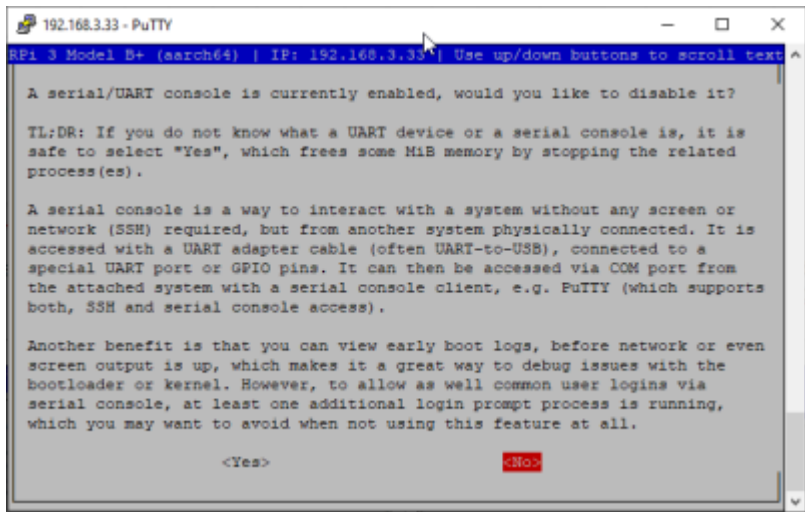 192.168.3.33 - PuTTY
RPi 3 Model B+ (aarch64) | IP: 192.168.3.33 | Use up/down buttons to scroll text
A serial/UART console is currently enabled, would you like to disable it?
TL;DR: If you do not know what a UART device or a serial console is, it is
safe to select "Yes", which frees some MiB memory by stopping the related
process(es).
A serial console is a way to interact with a system without any screen or
network (SSH) required, but from another system physically connected. It is
accessed with a UART adapter cable (often UART-to-USB), connected to a
special UART port or GPIO pins. It can then be accessed via COM port from
the attached system with a serial console client, e.g. PuTTY (which supports
both, SSH and serial console access).
Another benefit is that you can view early boot logs, before network or even
screen output is up, which makes it a great way to debug issues with the
bootloader or kernel. However, to allow as well common user logins via
serial console, at least one additional login prompt process is running,
which you may want to avoid when not using this feature at all.
<Yes> <No>